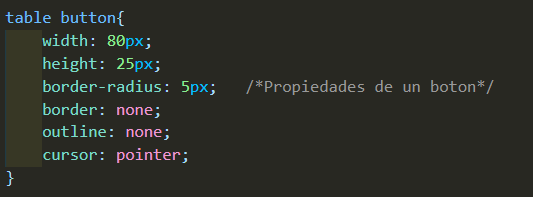 table button{
    width: 80px;
    height: 25px;
    border-radius: 5px;   /*Propiedades de un boton*/
    border: none;
    outline: none;
    cursor: pointer;
}